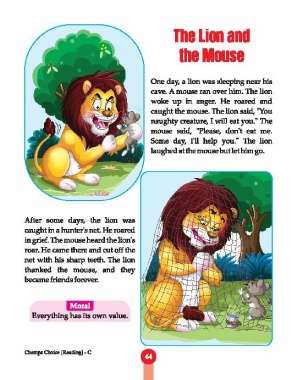 The Lion and
the Mouse
One day, a lion was sleeping near his
cave. A mouse ran over him. The lion
woke up in anger. He roared and
caught the mouse. The lion said, "You
naughty creature, I will eat you." The
mouse said, "Please, don't eat me.
Some day, I'll help you." The lion
laughed at the mouse but let him go.
After some days, the lion was
caught in a hunter's net. He roared
in grief. The mouse heard the lion's
roar. He came there and cut off the
net with his sharp teeth. The lion
thanked the mouse, and they
became friends forever.
Moral
Everything has its own value.
Champs Choice (Reading) - C
64